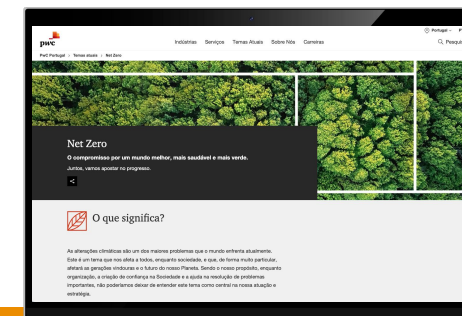 Portugal
pwc
Indústrias Serviços Temas Atuais Sobre Nós Carreiras
PwC Portugal > Temas atuais > Net Zero
Net Zero
O compromisso por um mundo melhor, mais saudável e mais verde.
Juntos, vamos apostar no progresso.
O que significa?
As alterações climáticas são um dos maiores problemas que o mundo enfrenta atualmente.
Este é um tema que nos afeta a todos, enquanto sociedade, e que, de forma muito particular,
afetará as gerações vindouras e o futuro do nosso Planeta. Sendo o nosso propósito, enquanto
organização, a criação de confiança na Sociedade e a ajuda na resolução de problemas
importantes, não poderíamos deixar de entender este tema como central na nossa atuação e
estratégia.